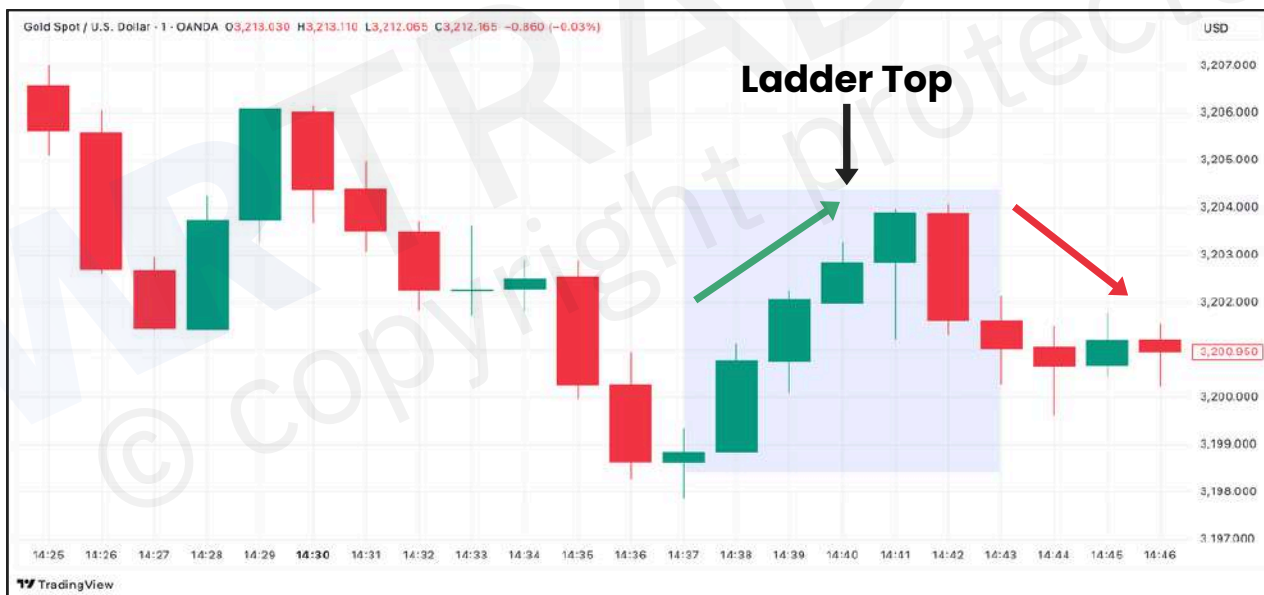 Gold Spot / U.S. Dollar · 1 · OANDA O3,213.030 H3,213.110 L3,212.065 C3,212.165 −0.860 (−0.03%)
USD
Ladder Top
3,207.000
3,206.000
3,205.000
3,204.000
3,203.000
3,202.000
3,200.950
3,200.000
3,199.000
3,198.000
3,197.000
14:25 14:26 14:27 14:28 14:29 14:30 14:31 14:32 14:33 14:34 14:35 14:36 14:37 14:38 14:39 14:40 14:41 14:42 14:43 14:44 14:45 14:46
TradingView
© copyright protecte